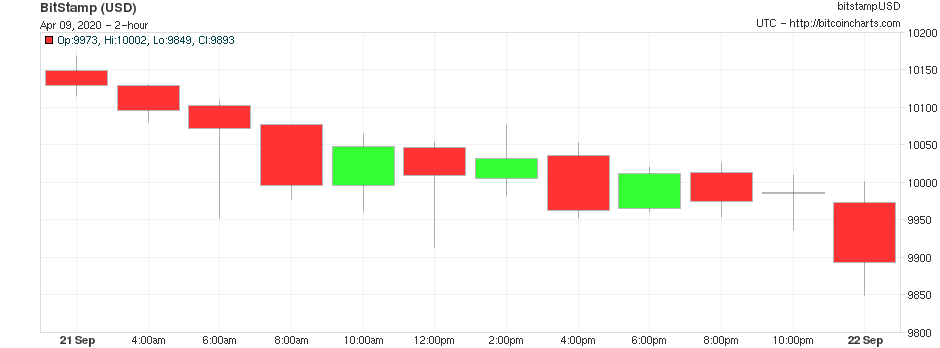 BitStamp (USD)
bitstampUSD
Apr 09, 2020 - 2-hour
UTC - http://bitcoincharts.com
Op:9973, Hi:10002, Lo:9849, Cl:9893
10200
10150
10100
10050
10000
9950
9900
9850
9800
21 Sep 4:00am 6:00am 8:00am 10:00am 12:00pm 2:00pm 4:00pm 6:00pm 8:00pm 10:00pm 22 Sep